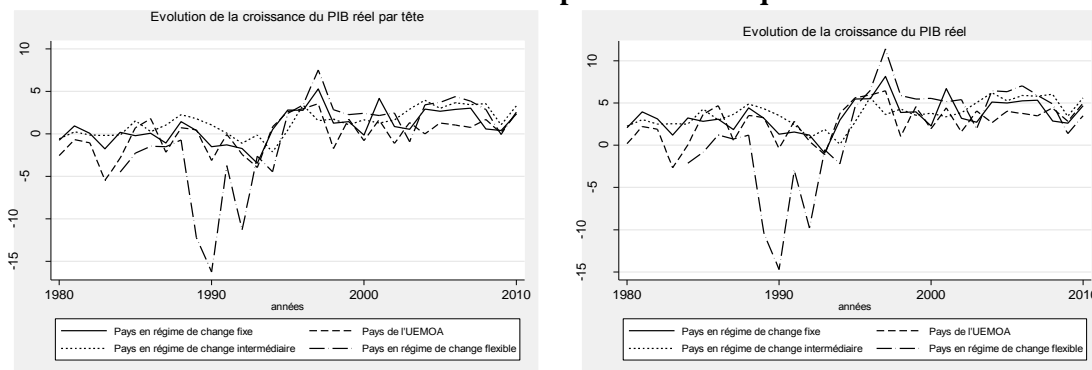 Evolution de la croissance du PIB réel par tête
10
5
0
-5
-10
-15
1980
1990
2000
2010
années
Pays en régime de change fixe
Pays de l'UEMOA
Pays en régime de change intermédiaire
Pays en régime de change flexible
Evolution de la croissance du PIB réel
10
5
0
-5
-10
-15
1980
1990
2000
années
Pays en régime de change fixe
Pays de l'UEMOA
Pays en régime de change intermédiaire
Pays en régime de change flexible